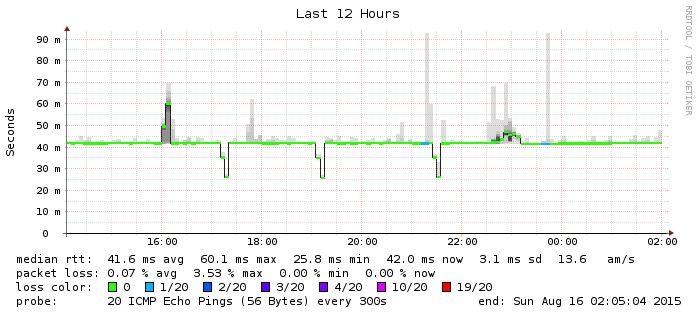 Last 12 Hours
RRDTOOL / TOBI OETIKER
Seconds
90 m
80 m
70 m
60 m
50 m
40 m
30 m
20 m
10 m
0
16:00 18:00 20:00 22:00 00:00 02:00
median rtt: 41.6 ms avg 60.1 ms max 25.8 ms min 42.0 ms now 3.1 ms sd 13.6 am/s
packet loss: 0.07 % avg 3.53 % max 0.00 % min 0.00 % now
loss color: 0 1/20 2/20 3/20 4/20 10/20 19/20
probe: 20 ICMP Echo Pings (56 Bytes) every 300s end: Sun Aug 16 02:05:04 2015